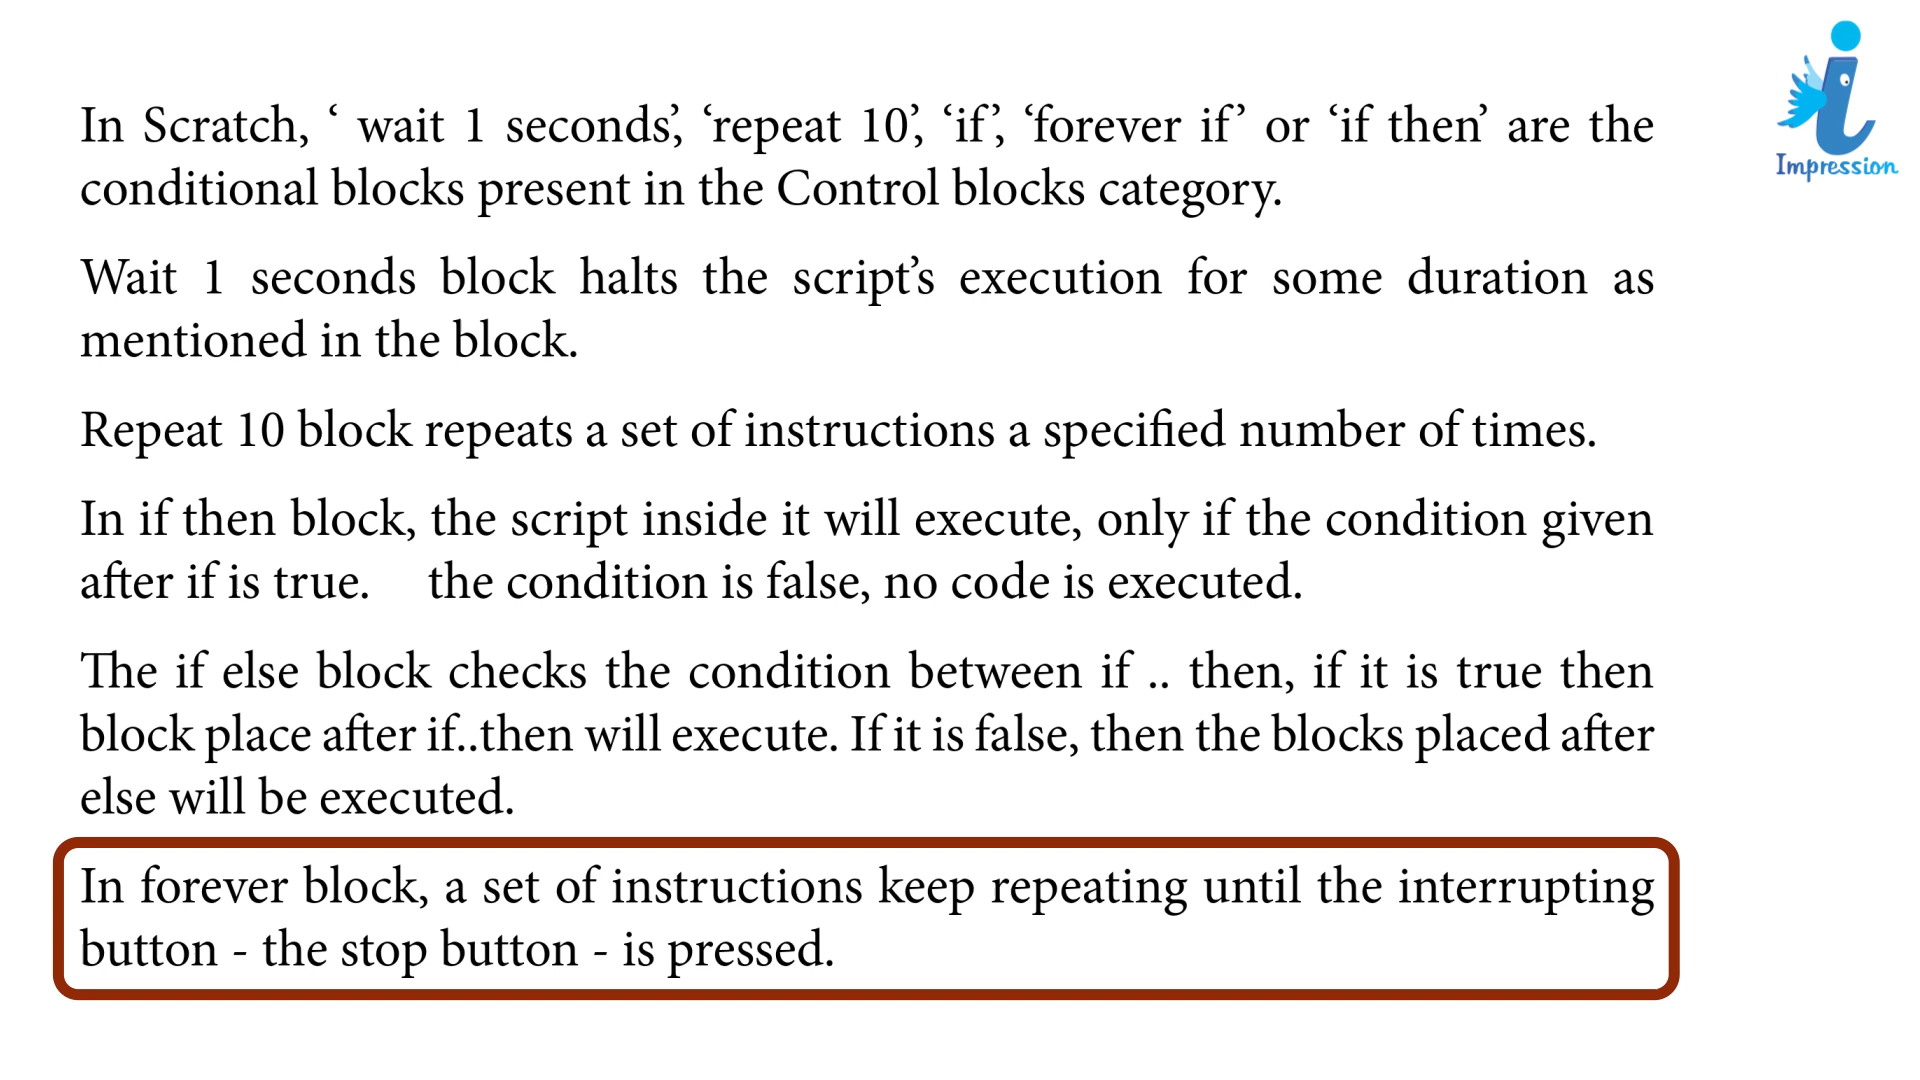 In Scratch, ‘ wait 1 seconds’, ‘repeat 10’, ‘if’, ‘forever if’ or ‘if then’ are the
conditional blocks present in the Control blocks category.
Wait 1 seconds block halts the script’s execution for some duration as
mentioned in the block.
Repeat 10 block repeats a set of instructions a specified number of times.
In if then block, the script inside it will execute, only if the condition given
after if is true. the condition is false, no code is executed.
The if else block checks the condition between if .. then, if it is true then
block place after if..then will execute. If it is false, then the blocks placed after
else will be executed.
In forever block, a set of instructions keep repeating until the interrupting
button - the stop button - is pressed.
i
Impression